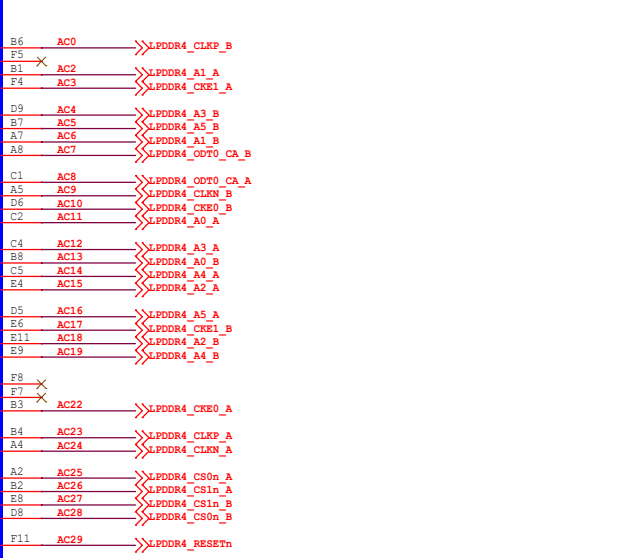 B6 AC0 LPDDR4_CLKP_B
F5
B1 AC2 LPDDR4_A1_A
F4 AC3 LPDDR4_CKE1_A
D9 AC4 LPDDR4_A3_B
B7 AC5 LPDDR4_A5_B
A7 AC6 LPDDR4_A1_B
A8 AC7 LPDDR4_ODT0_CA_B
C1 AC8 LPDDR4_ODT0_CA_A
A5 AC9 LPDDR4_CLKN_B
D6 AC10 LPDDR4_CKE0_B
C2 AC11 LPDDR4_A0_A
C4 AC12 LPDDR4_A3_A
B8 AC13 LPDDR4_A0_B
C5 AC14 LPDDR4_A4_A
E4 AC15 LPDDR4_A2_A
D5 AC16 LPDDR4_A5_A
E6 AC17 LPDDR4_CKE1_B
E11 AC18 LPDDR4_A2_B
E9 AC19 LPDDR4_A4_B
F8
F7
B3 AC22 LPDDR4_CKE0_A
B4 AC23 LPDDR4_CLKP_A
A4 AC24 LPDDR4_CLKN_A
A2 AC25 LPDDR4_CS0n_A
B2 AC26 LPDDR4_CS1n_A
E8 AC27 LPDDR4_CS1n_B
D8 AC28 LPDDR4_CS0n_B
F11 AC29 LPDDR4_RESETn